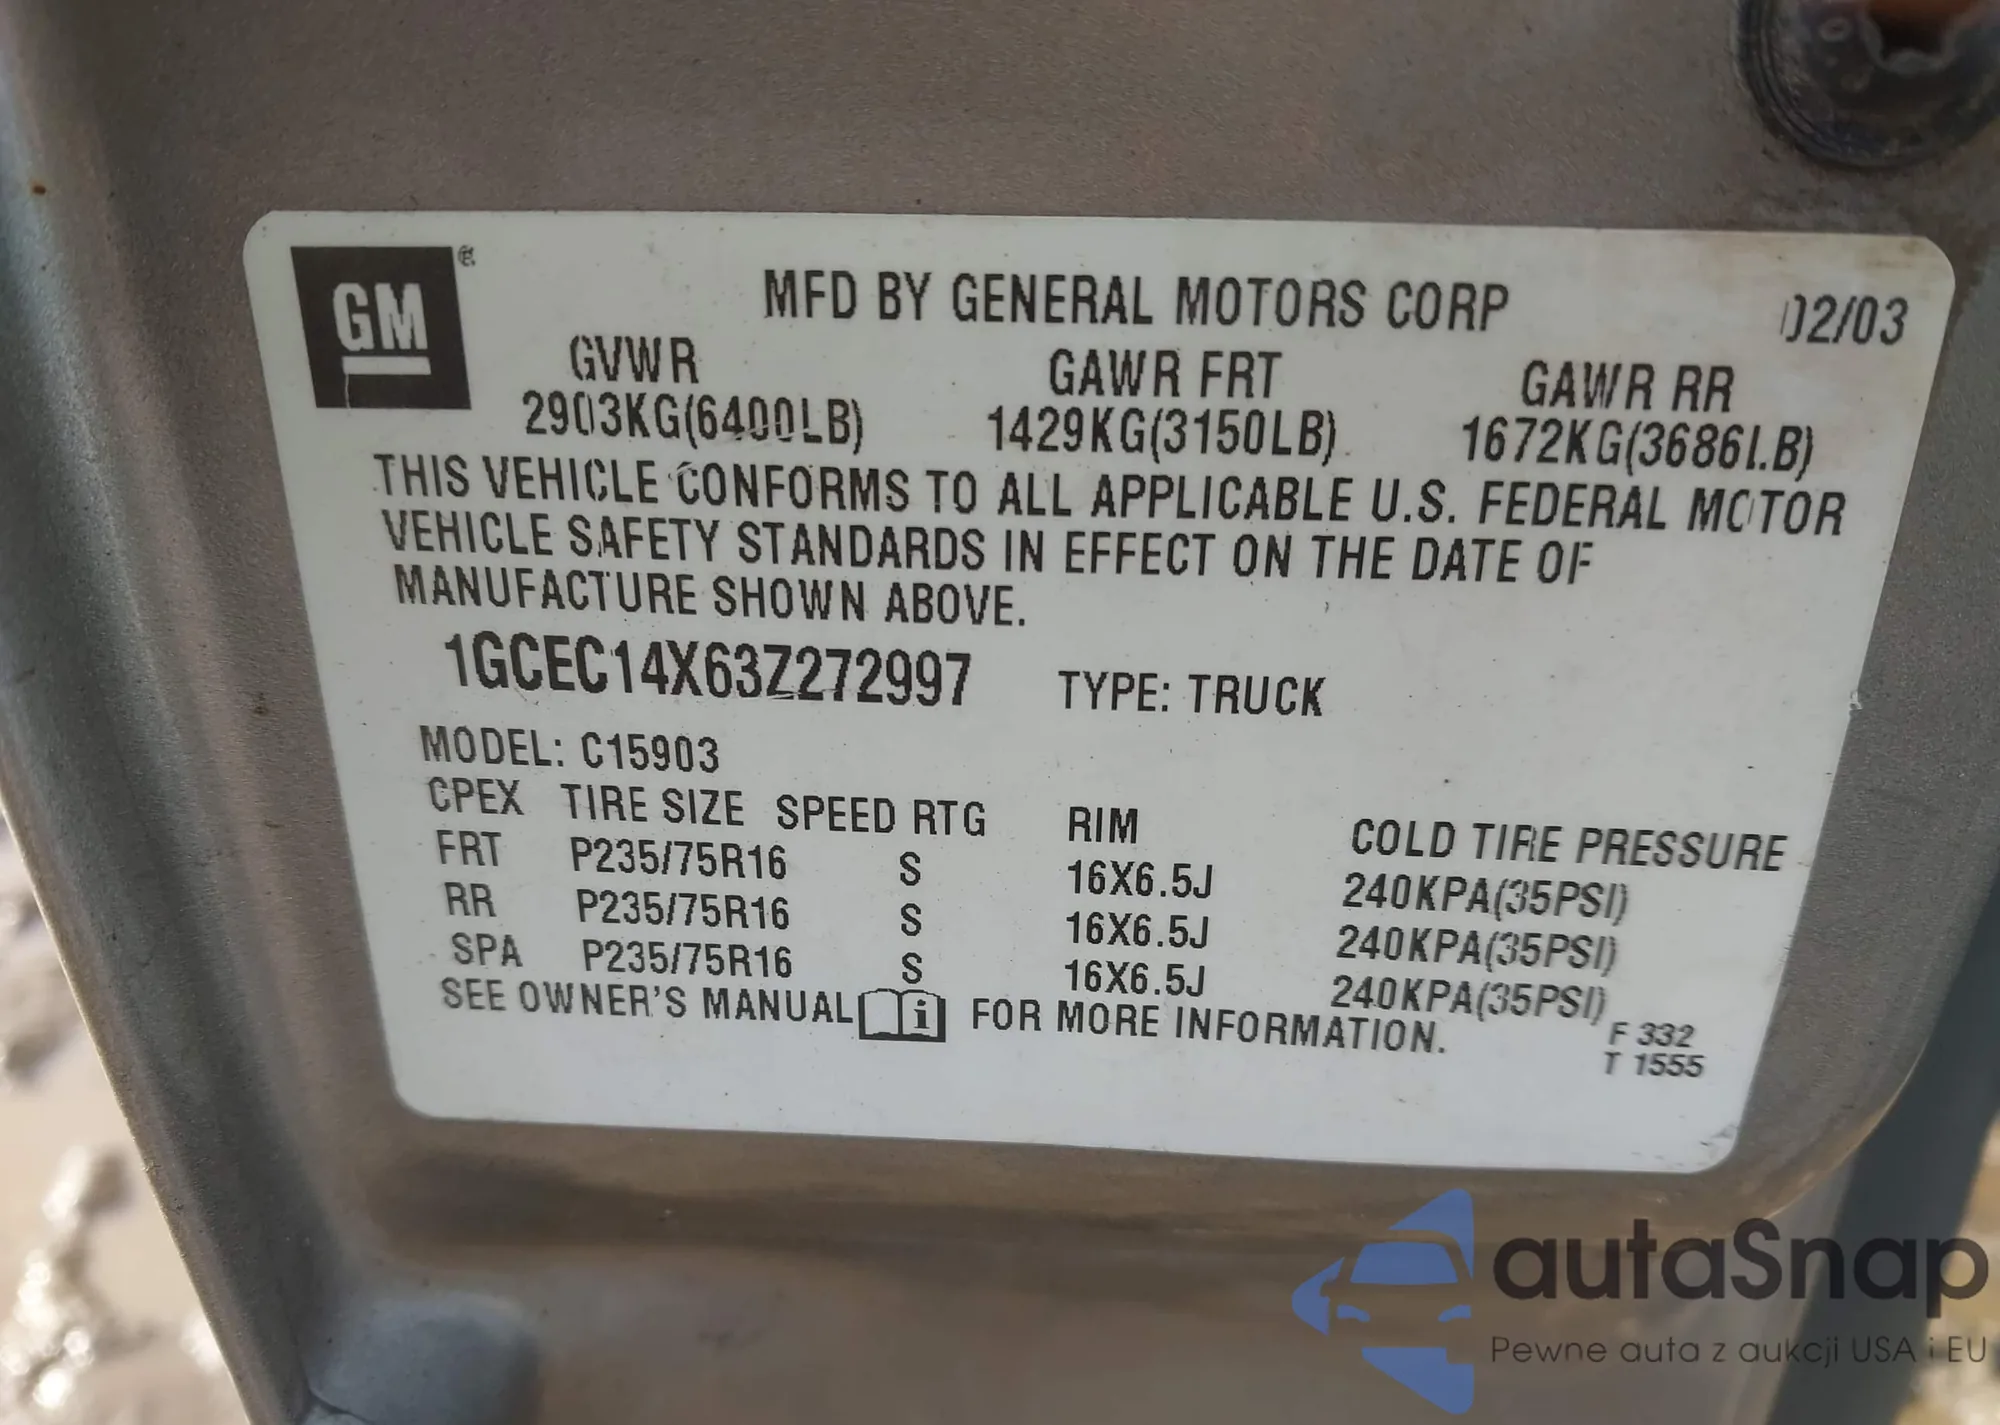 GM
MFD BY GENERAL MOTORS CORP 02/03
GVWR GAWR FRT GAWR RR
2903KG(6400LB) 1429KG(3150LB) 1672KG(3686LB)
THIS VEHICLE CONFORMS TO ALL APPLICABLE U.S. FEDERAL MOTOR
VEHICLE SAFETY STANDARDS IN EFFECT ON THE DATE OF
MANUFACTURE SHOWN ABOVE.
1GCEC14X63Z272997 TYPE: TRUCK
MODEL: C15903
CPEX TIRE SIZE SPEED RTG RIM COLD TIRE PRESSURE
FRT P235/75R16 S 16X6.5J 240KPA(35PSI)
RR P235/75R16 S 16X6.5J 240KPA(35PSI)
SPA P235/75R16 S 16X6.5J 240KPA(35PSI)
SEE OWNER'S MANUAL i FOR MORE INFORMATION.
F 332
T 1555
autaSnap
Pewne auta z aukcji USA i EU